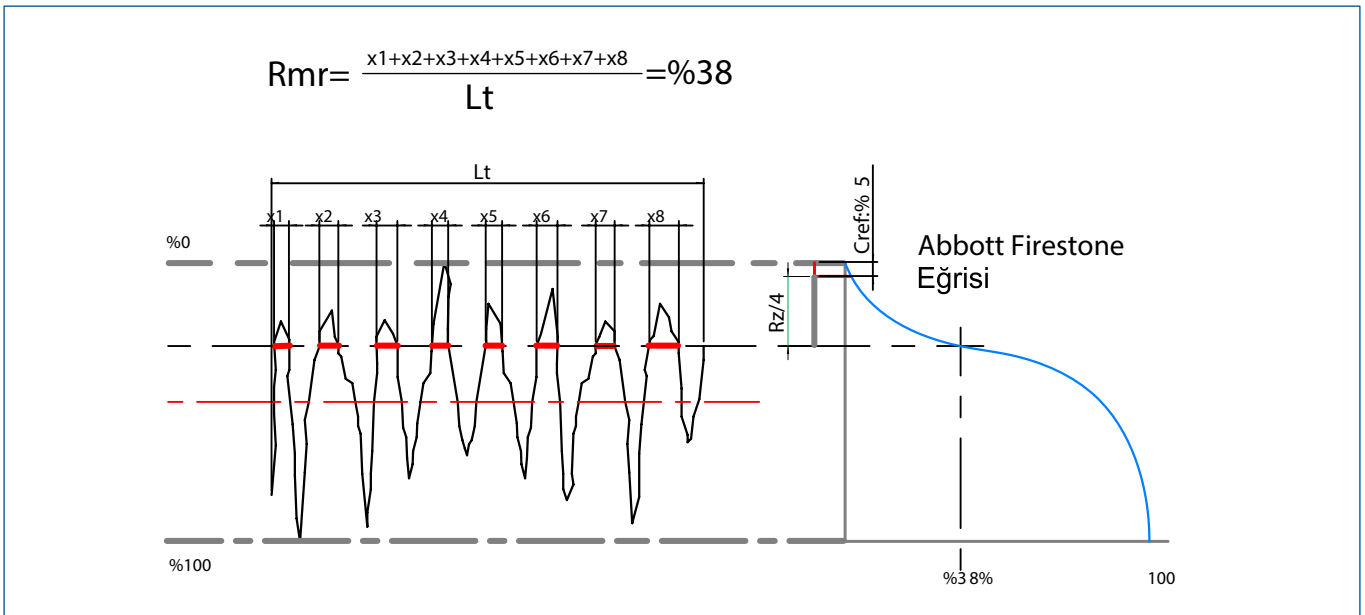 x1+x2+x3+x4+x5+x6+x7+x8
Rmr= =%38
Lt
Lt
x1 x2 x3 x4 x5 x6 x7 x8
Cref:% 5
%0
Abbott Firestone
Eğrisi
Rz/4
%100
%3 8% 100